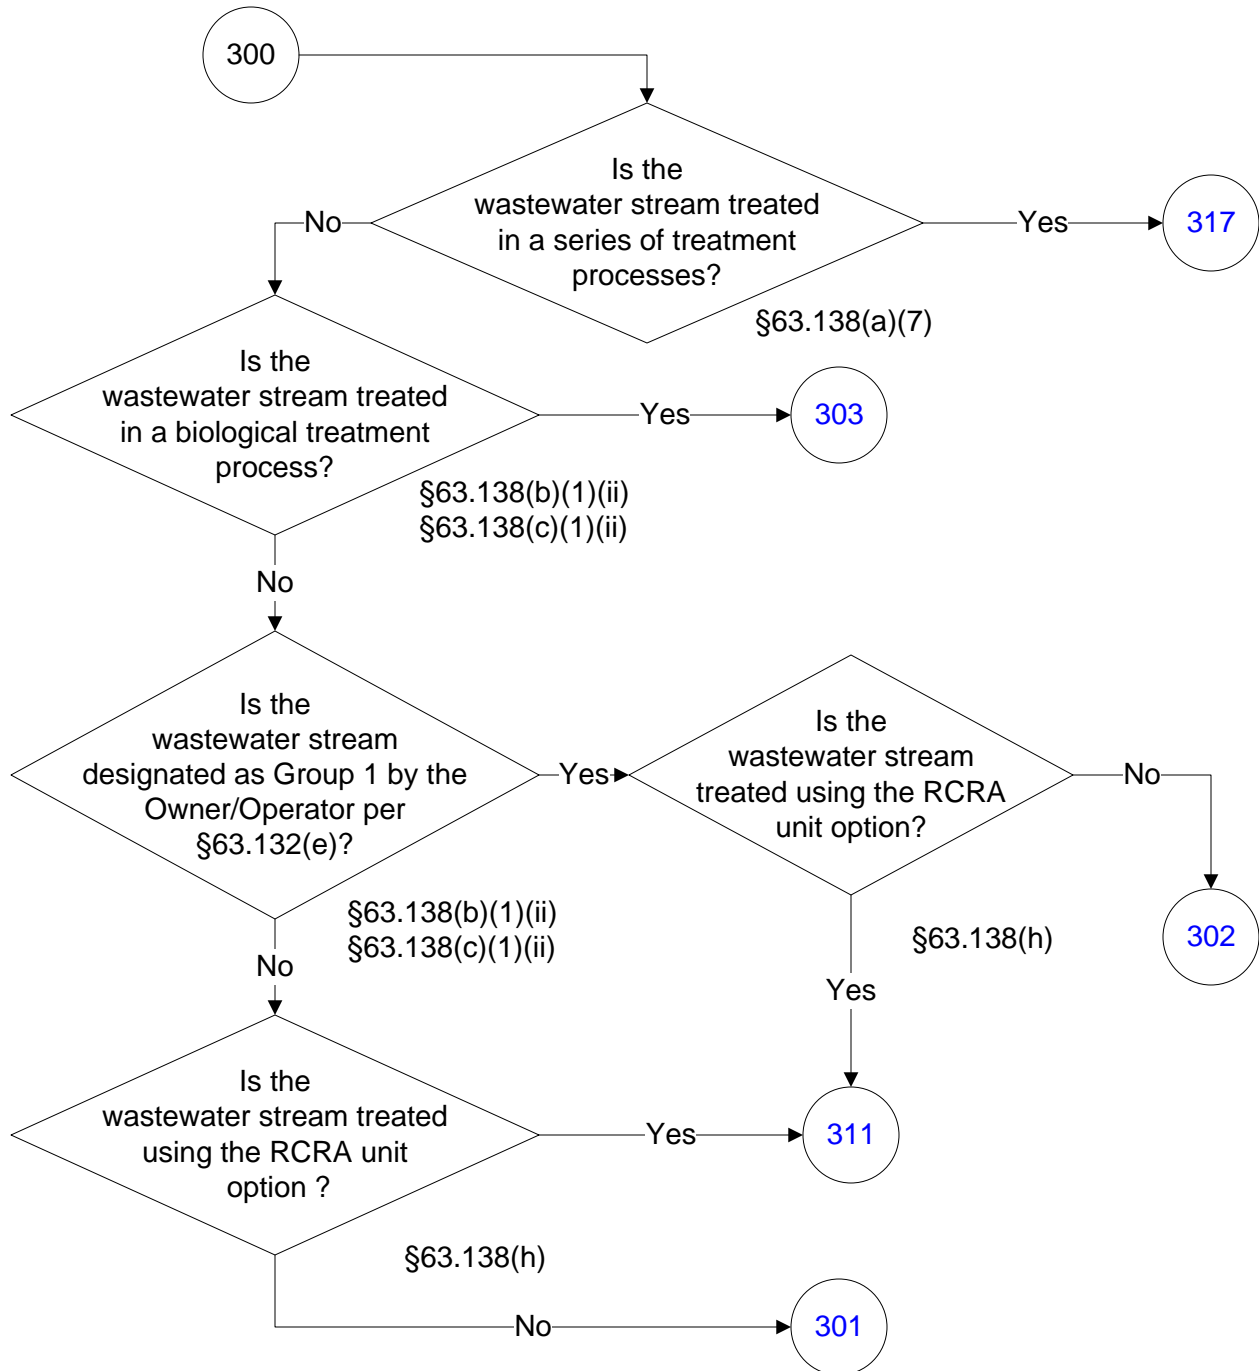 300
Is the
wastewater stream treated
in a series of treatment
processes?
No
Yes
317
§63.138(a)(7)
Is the
wastewater stream treated
in a biological treatment
process?
Yes
303
§63.138(b)(1)(ii)
§63.138(c)(1)(ii)
No
Is the
wastewater stream
designated as Group 1 by the
Owner/Operator per
§63.132(e)?
Yes
Is the
wastewater stream
treated using the RCRA
unit option?
No
302
§63.138(b)(1)(ii)
§63.138(c)(1)(ii)
§63.138(h)
No
Yes
Is the
wastewater stream treated
using the RCRA unit
option ?
Yes
311
§63.138(h)
No
301